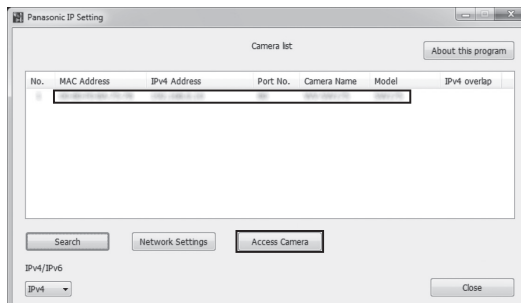 Panasonic IP Setting
Camera list
About this program
No. MAC Address IPv4 Address Port No. Camera Name Model IPv4 overlap
Search Network Settings Access Camera
IPv4/IPv6
IPv4
Close